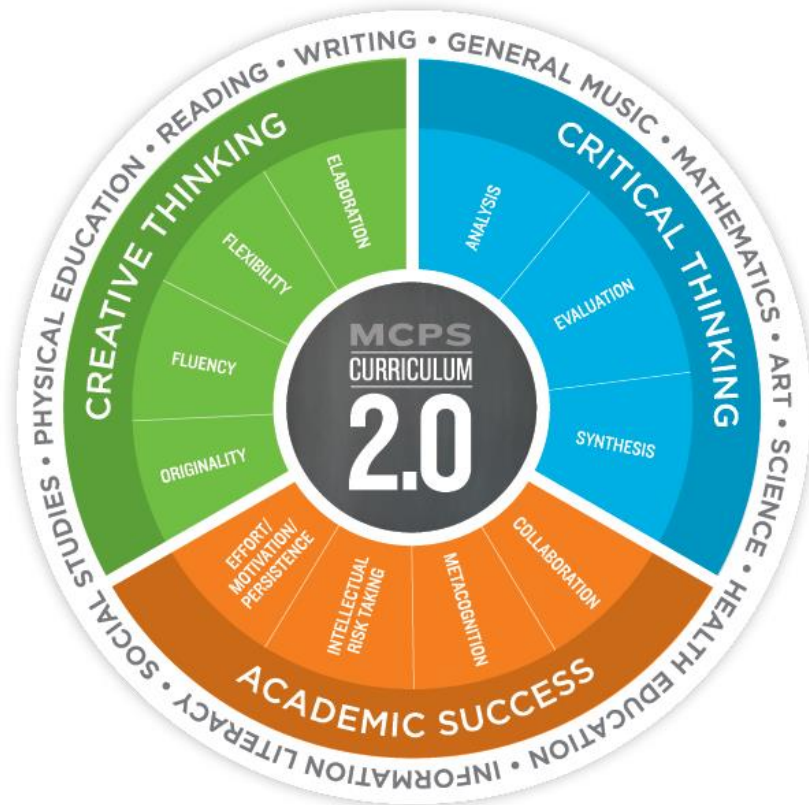 WRITING • GENERAL MUSIC • MATHEMATICS • ART • SCIENCE • HEALTH EDUCATION • INFORMATION LITERACY • SOCIAL STUDIES • PHYSICAL EDUCATION • READING •
CREATIVE THINKING
ELABORATION
FLEXIBILITY
FLUENCY
ORIGINALITY
CRITICAL THINKING
ANALYSIS
EVALUATION
SYNTHESIS
MCPS
CURRICULUM
2.0
EFFORT/
MOTIVATION/
PERSISTENCE
INTELLECTUAL
RISK TAKING
METACOGNITION
COLLABORATION
ACADEMIC SUCCESS